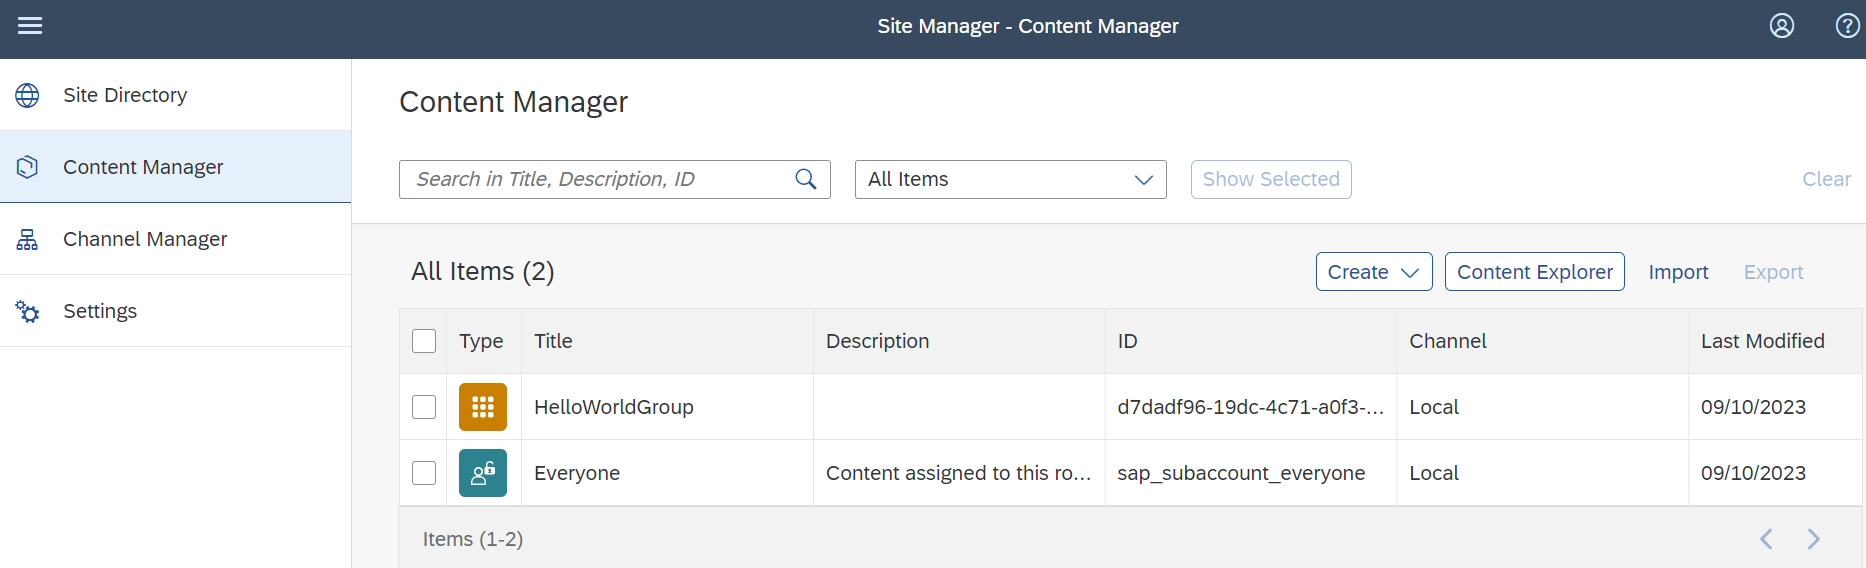 Site Manager - Content Manager
Site Directory
Content Manager
Channel Manager
Settings
Content Manager
Search in Title, Description, ID
All Items
Show Selected
Clear
All Items (2)
Create
Content Explorer
Import
Export
Type Title Description ID Channel Last Modified
HelloWorldGroup d7dadf96-19dc-4c71-a0f3-... Local 09/10/2023
Everyone Content assigned to this ro... sap_subaccount_everyone Local 09/10/2023
Items (1-2)